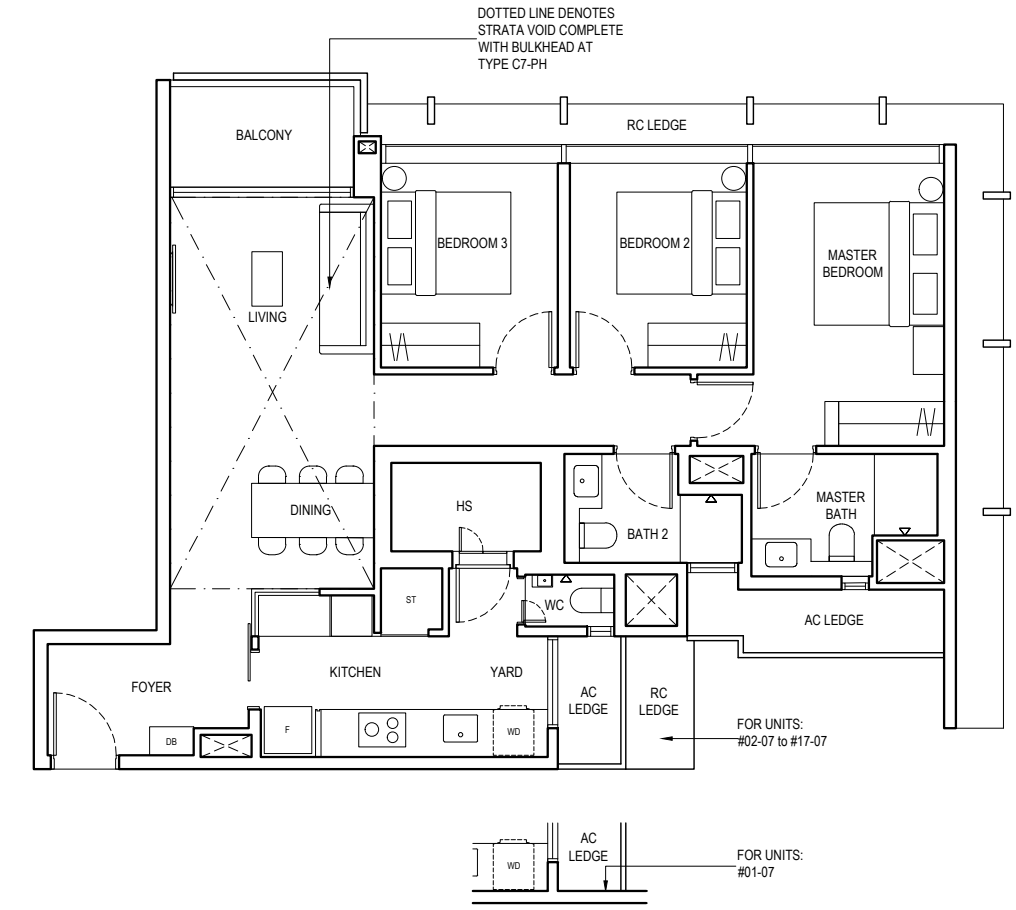 DOTTED LINE DENOTES
STRATA VOID COMPLETE
WITH BULKHEAD AT
TYPE C7-PH
BALCONY
RC LEDGE
BEDROOM 3
BEDROOM 2
MASTER
BEDROOM
LIVING
DINING
HS
BATH 2
MASTER
BATH
ST
WC
AC LEDGE
FOYER
KITCHEN
YARD
AC
LEDGE
RC
LEDGE
DB
F
WD
FOR UNITS:
#02-07 to #17-07
WD
AC
LEDGE
FOR UNITS:
#01-07